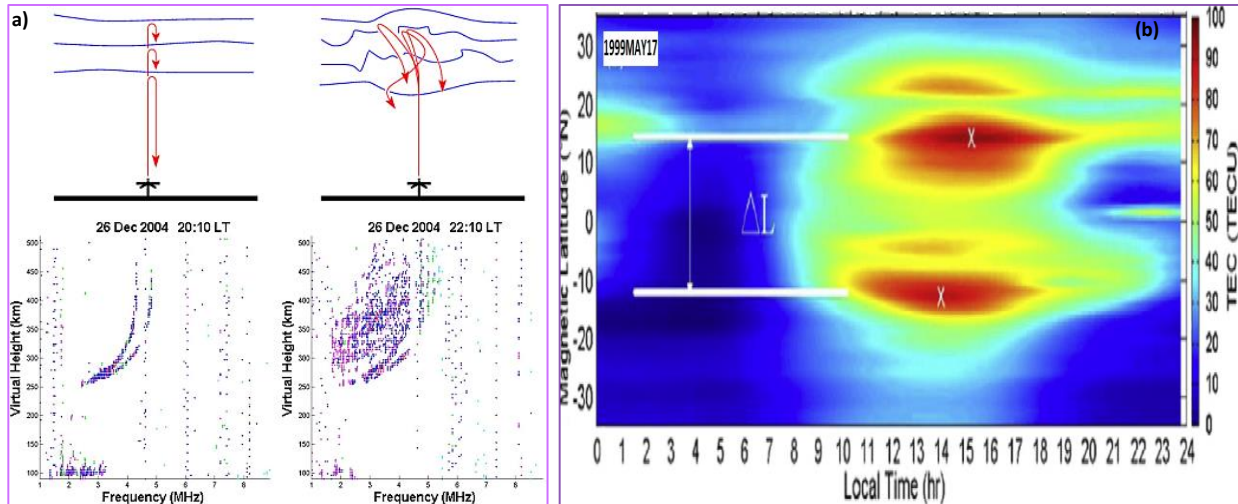 a)
26 Dec 2004 20:10 LT
Virtual Height (km)
500
450
400
350
300
250
200
150
100
1 2 3 4 5 6 7 8
Frequency (MHz)
26 Dec 2004 22:10 LT
Virtual Height (km)
500
450
400
350
300
250
200
150
100
1 2 3 4 5 6 7 8
Frequency (MHz)
(b)
1999MAY17
Magnetic Latitude (°N)
30
20
10
0
-10
-20
-30
X
ΔL
X
0 1 2 3 4 5 6 7 8 9 10 11 12 13 14 15 16 17 18 19 20 21 22 23 24
Local Time (hr)
100
90
80
70
60
50
40
30
20
10
0
TEC (TECU)